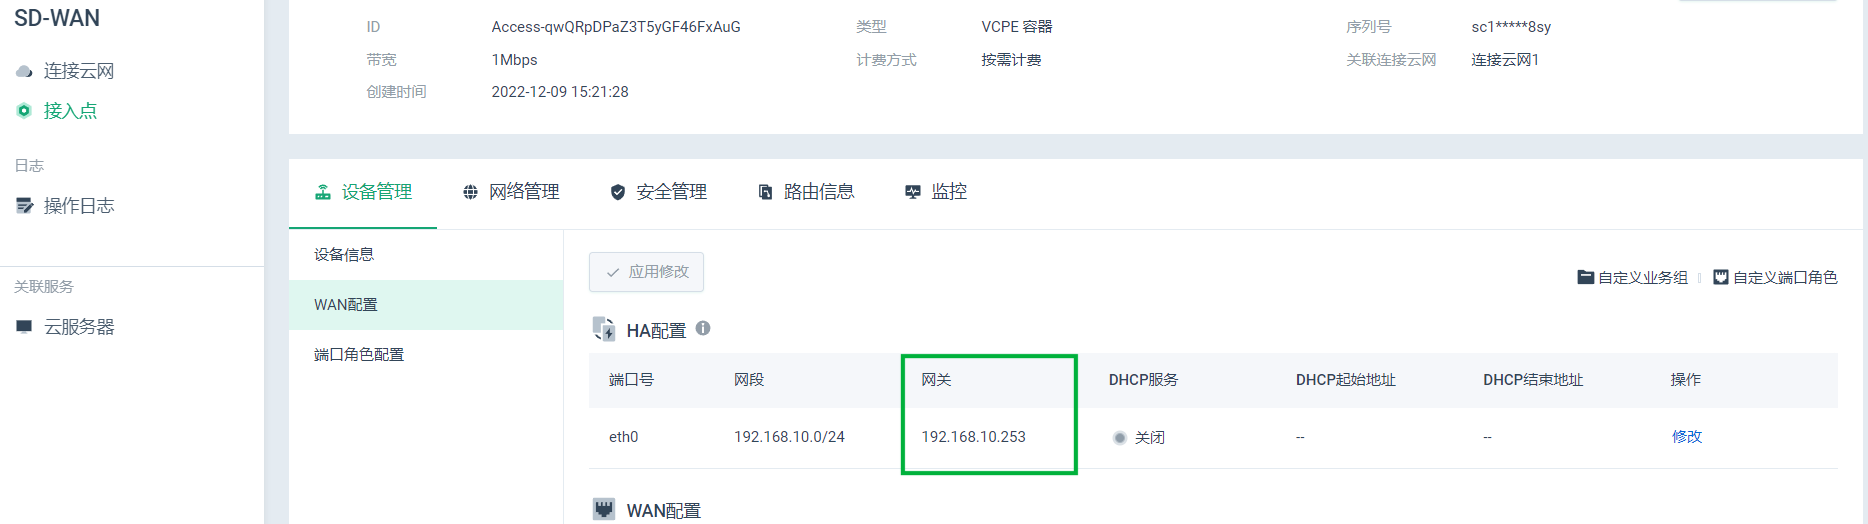 SD-WAN
连接云网
接入点
日志
操作日志
关联服务
云服务器
ID Access-qwQRpDPaZ3T5yGF46FxAuG 类型 VCPE 容器 序列号 sc1*****8sy
带宽 1Mbps 计费方式 按需计费 关联连接云网 连接云网1
创建时间 2022-12-09 15:21:28
设备管理 网络管理 安全管理 路由信息 监控
设备信息
WAN配置
端口角色配置
应用修改
自定义业务组 自定义端口角色
HA配置
端口号 网段 网关 DHCP服务 DHCP起始地址 DHCP结束地址 操作
eth0 192.168.10.0/24 192.168.10.253 关闭 -- -- 修改
WAN配置